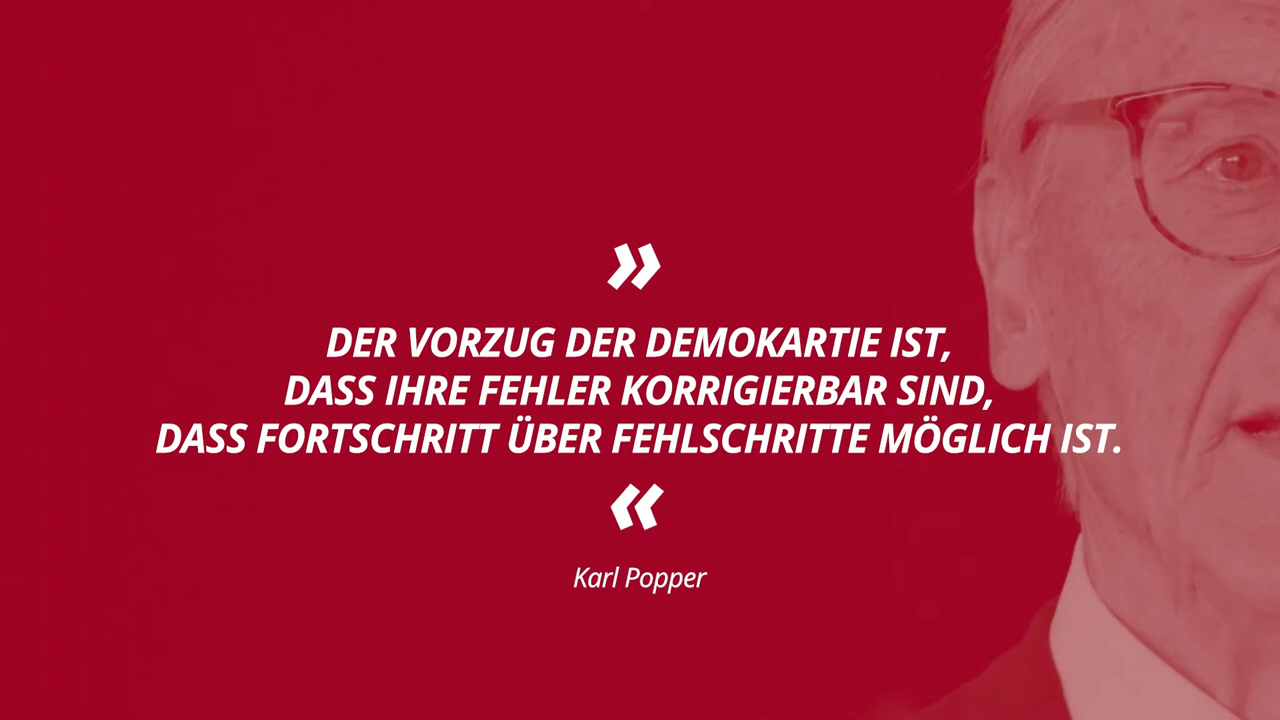 »
DER VORZUG DER DEMOKARTIE IST,
DASS IHRE FEHLER KORRIGIERBAR SIND,
DASS FORTSCHRITT ÜBER FEHLSCHRITTE MÖGLICH IST.
«
Karl Popper